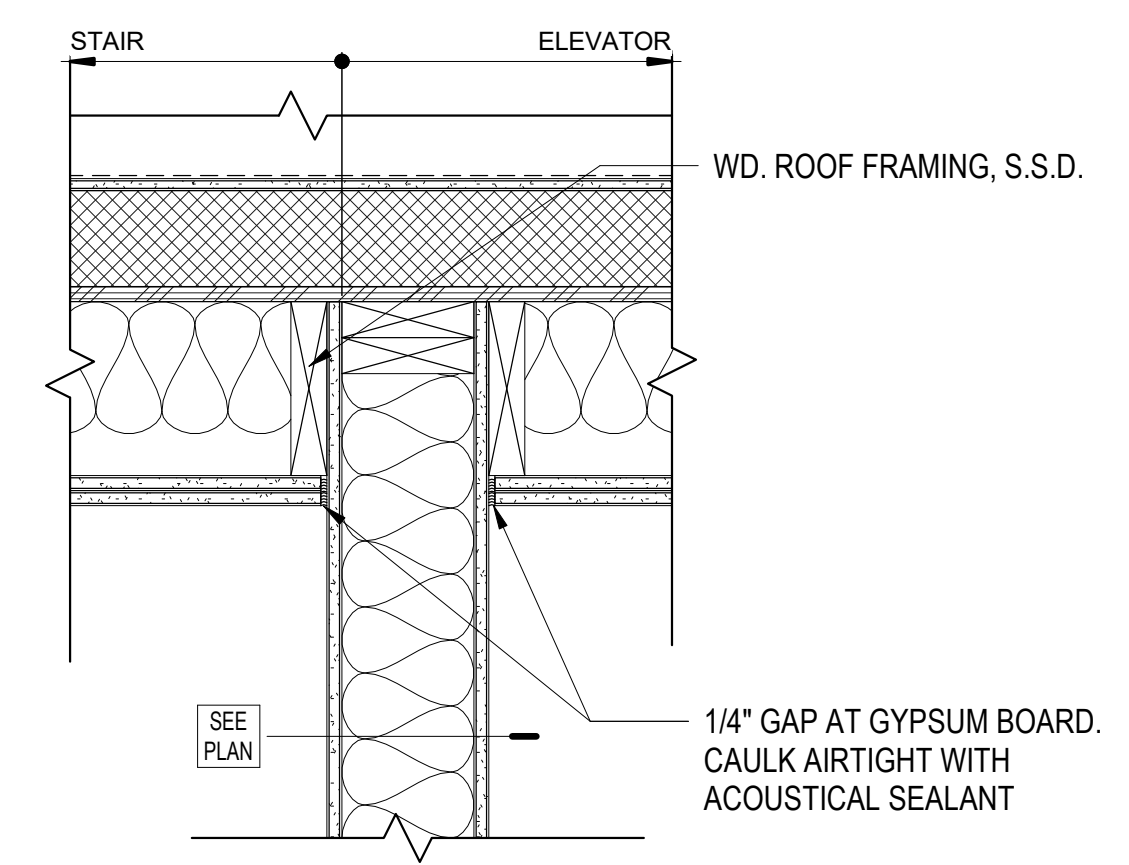 STAIR
ELEVATOR
WD. ROOF FRAMING, S.S.D.
SEE
PLAN
1/4" GAP AT GYPSUM BOARD.
CAULK AIRTIGHT WITH
ACOUSTICAL SEALANT